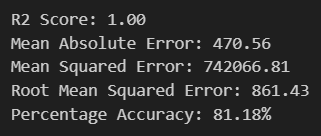 R2 Score: 1.00
Mean Absolute Error: 470.56
Mean Squared Error: 742066.81
Root Mean Squared Error: 861.43
Percentage Accuracy: 81.18%